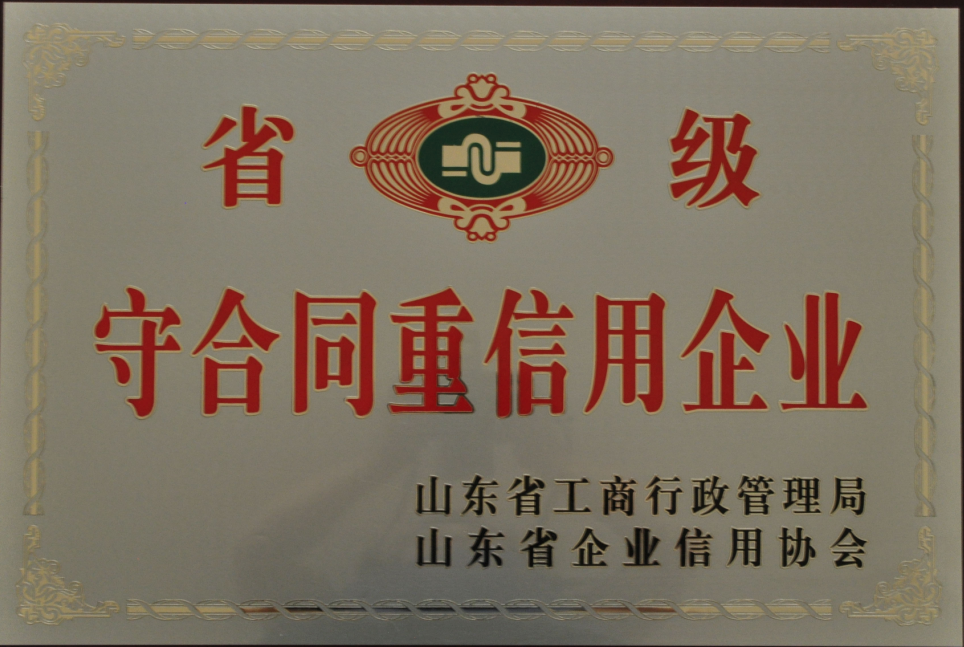 省 级
守合同重信用企业
山东省工商行政管理局
山东省企业信用协会